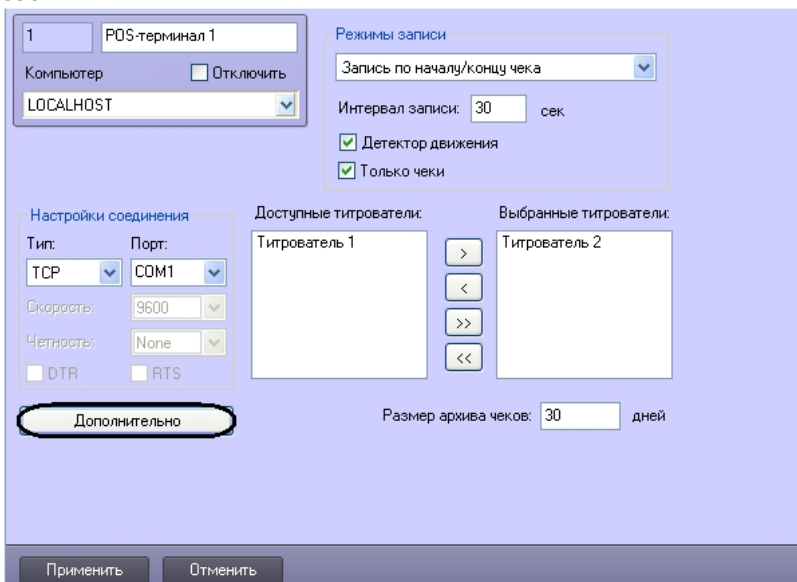 1
POS-терминал 1
Компьютер
Отключить
LOCALHOST
Режимы записи
Запись по началу/концу чека
Интервал записи: 30 сек
Детектор движения
Только чеки
Настройки соединения
Тип: Порт:
TCP COM1
Скорость: 9600
Четность: None
DTR RTS
Дополнительно
Доступные титрователи:
Титрователь 1
>
<
>>
<<
Выбранные титрователи:
Титрователь 2
Размер архива чеков: 30 дней
Применить Отменить